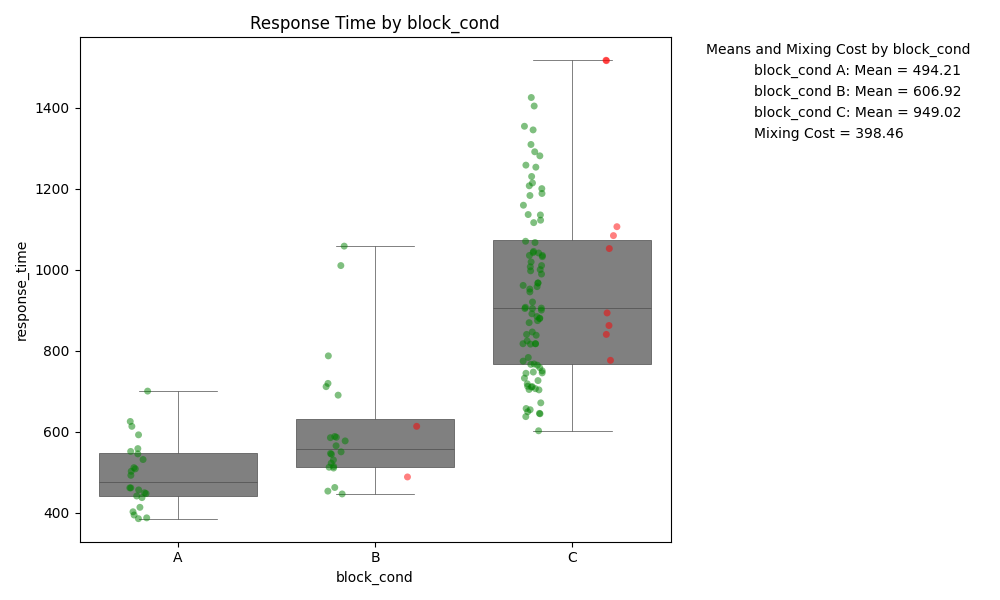 Response Time by block_cond
Means and Mixing Cost by block_cond
block_cond A: Mean = 494.21
block_cond B: Mean = 606.92
block_cond C: Mean = 949.02
Mixing Cost = 398.46
response_time
1400
1200
1000
800
600
400
A
B
C
block_cond